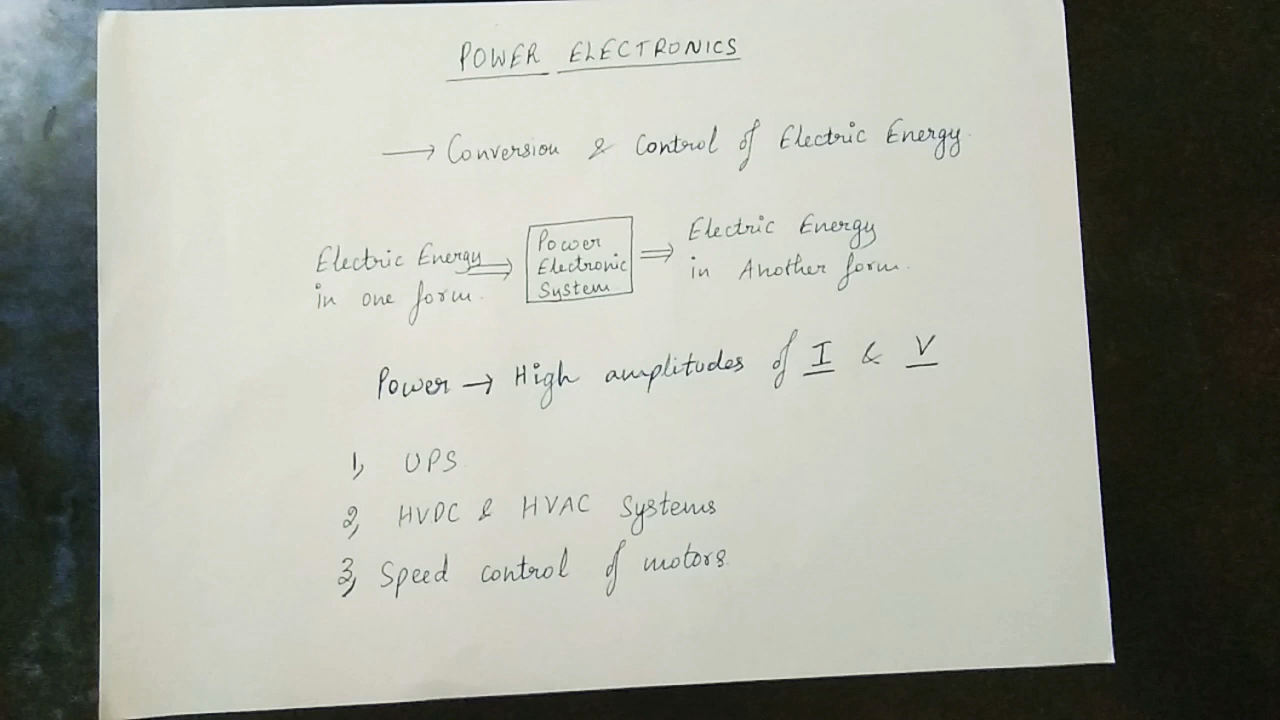 POWER ELECTRONICS
→ Conversion & Control of Electric Energy.
Electric Energy ⇒
in one form.
Power
Electronic
System
⇒ Electric Energy
in Another form.
Power → High amplitudes of I & V
1, UPS
2, HVDC & HVAC Systems
3, Speed control of motors.